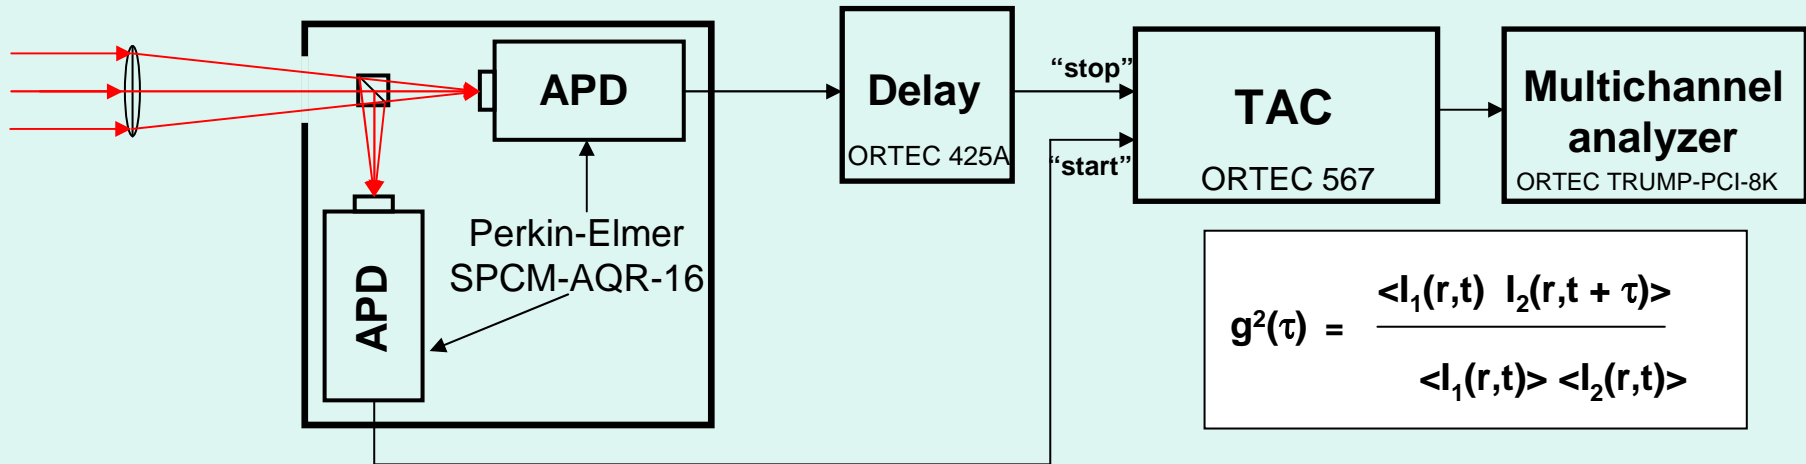 APD
Perkin-Elmer
SPCM-AQR-16
APD
Delay
ORTEC 425A
“stop”
“start”
TAC
ORTEC 567
Multichannel
analyzer
ORTEC TRUMP-PCI-8K
<I₁(r,t) I₂(r,t + τ)>
g²(τ) =
<I₁(r,t)> <I₂(r,t)>